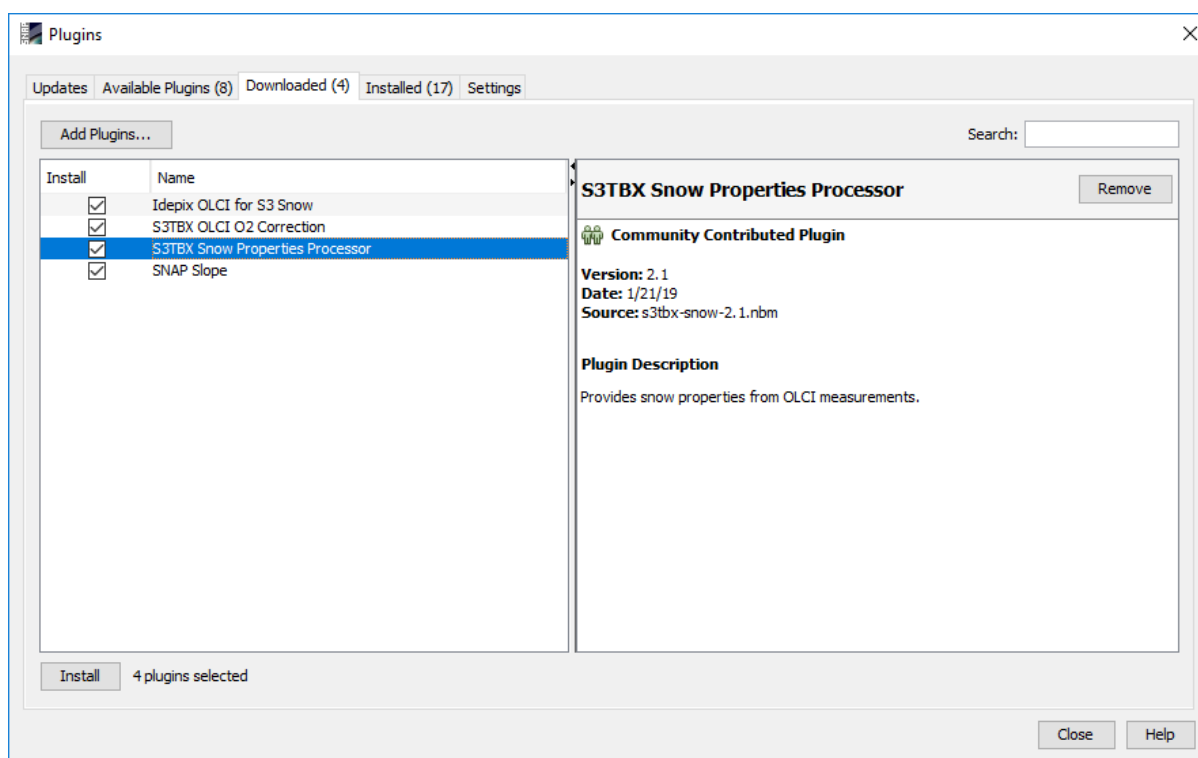 Plugins
Updates Available Plugins (8) Downloaded (4) Installed (17) Settings
Add Plugins...
Search:
Install Name
Idepix OLCI for S3 Snow
S3TBX OLCI O2 Correction
S3TBX Snow Properties Processor
SNAP Slope
S3TBX Snow Properties Processor
Remove
Community Contributed Plugin
Version: 2.1
Date: 1/21/19
Source: s3tbx-snow-2.1.nbm
Plugin Description
Provides snow properties from OLCI measurements.
Install 4 plugins selected
Close Help